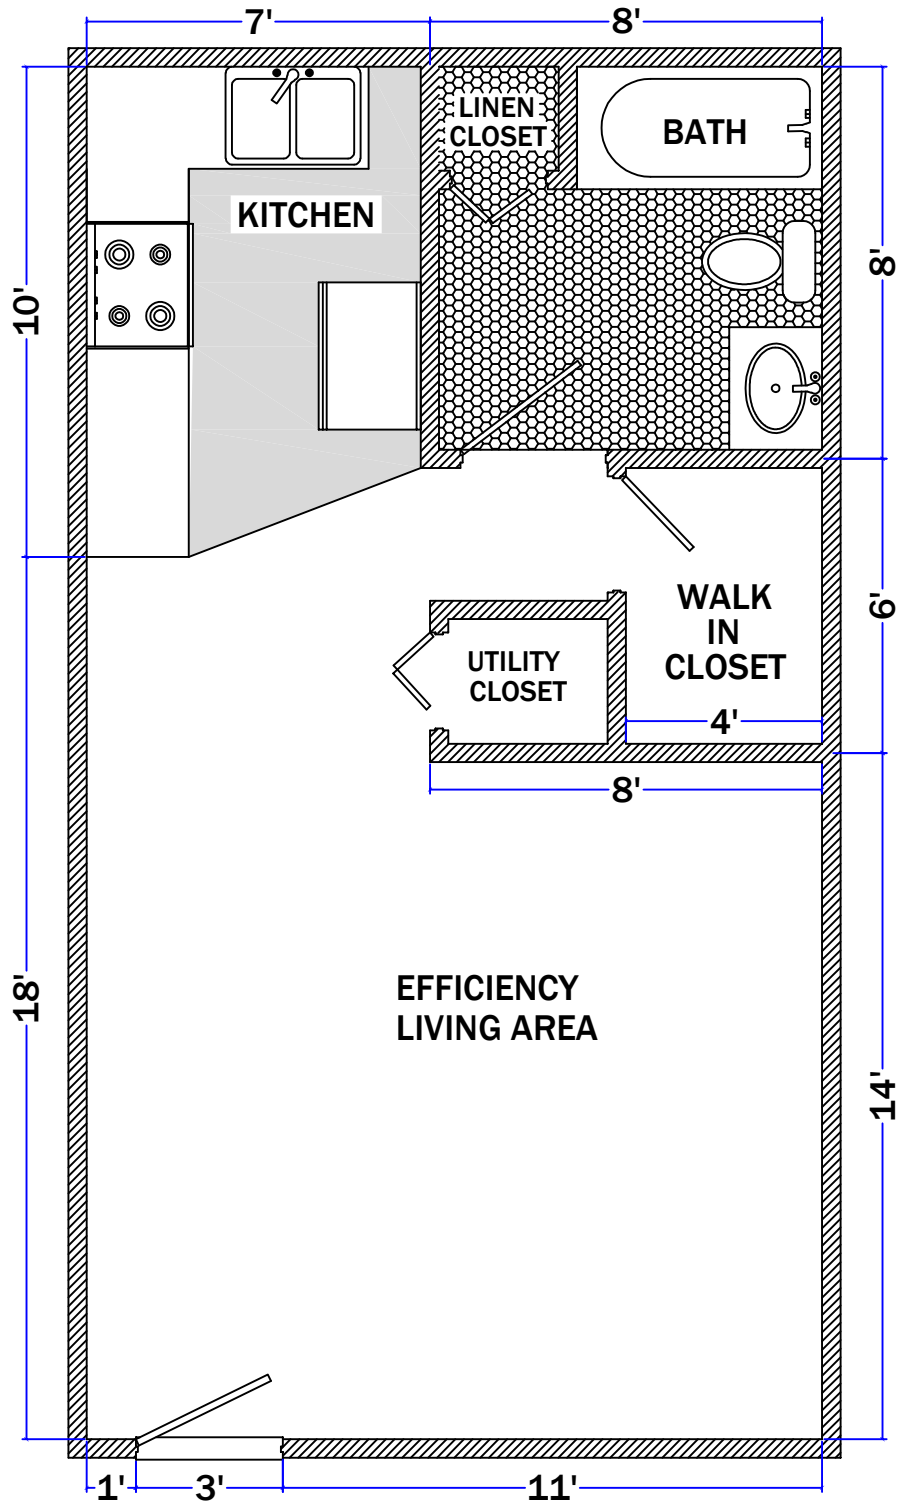 7'
8'
LINEN
CLOSET
BATH
KITCHEN
10'
8'
WALK
IN
CLOSET
6'
UTILITY
CLOSET
4'
8'
EFFICIENCY
LIVING AREA
18'
14'
1'
3'
11'